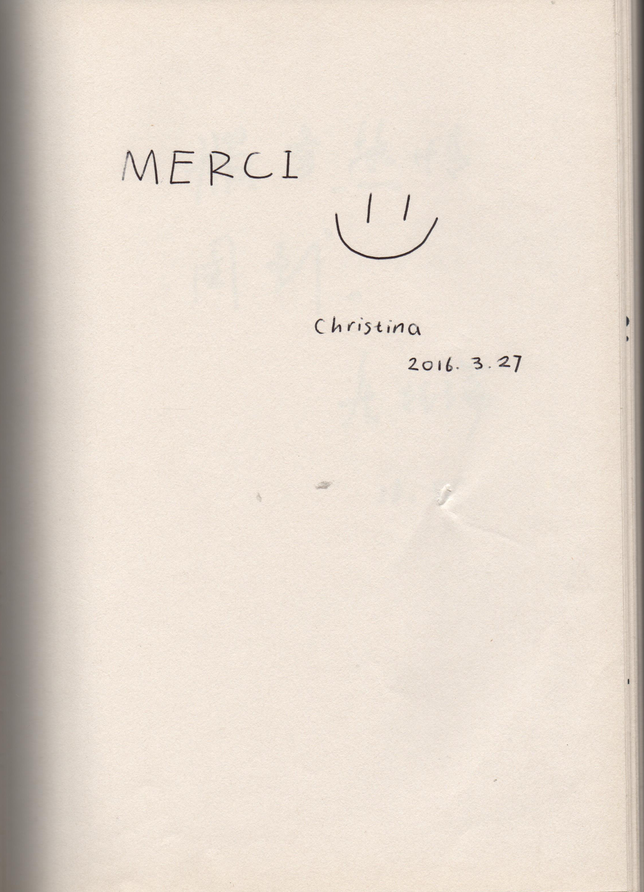 MERCI
Christina
2016. 3. 27